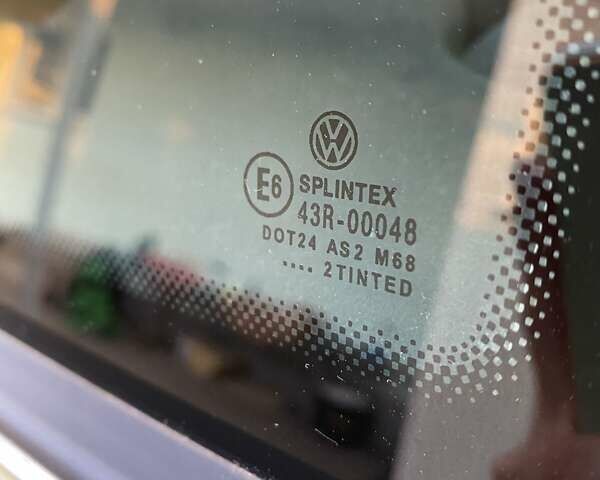 VW
E6
SPLINTEX
43R-00048
DOT24 AS2 M68
.... 2TINTED